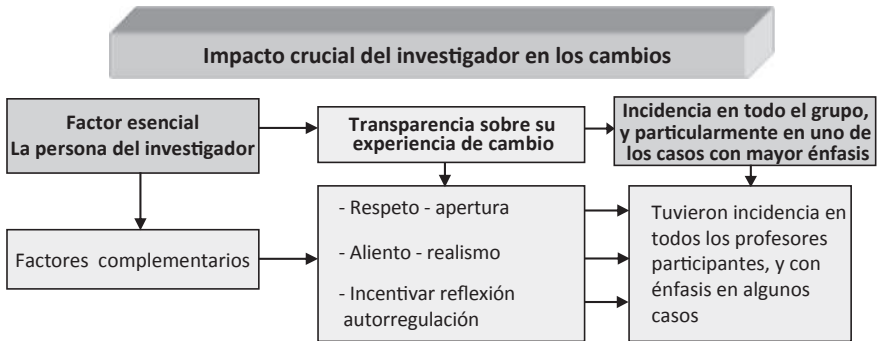 Impacto crucial del investigador en los cambios
Factor esencial
La persona del investigador
Transparencia sobre su
experiencia de cambio
Incidencia en todo el grupo,
y particularmente en uno de
los casos con mayor énfasis
Factores complementarios
- Respeto - apertura
- Aliento - realismo
- Incentivar reflexión
autorregulación
Tuvieron incidencia en
todos los profesores
participantes, y con
énfasis en algunos
casos